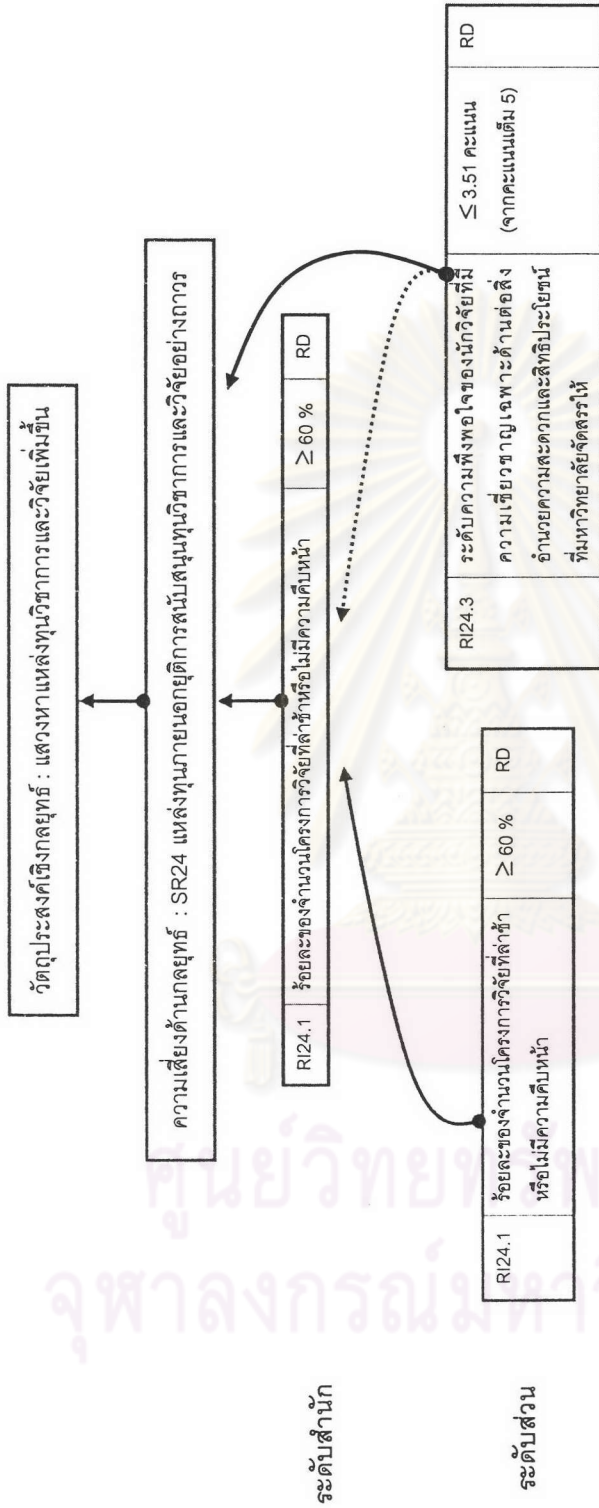 วัตถุประสงค์เชิงกลยุทธ์ : แสวงหาแหล่งทุนวิชาการและวิจัยเพิ่มขึ้น
ความเสี่ยงด้านกลยุทธ์ : SR24 แหล่งทุนภายนอกยุติการสนับสนุนทุนวิชาการและวิจัยอย่างถาวร
ระดับสำนัก
RI24.1 ร้อยละของจำนวนโครงการวิจัยที่ล่าช้าหรือไม่มีความคืบหน้า ≥ 60 % RD
ระดับส่วน
RI24.1 ร้อยละของจำนวนโครงการวิจัยที่ล่าช้า ≥ 60 % RD
หรือไม่มีความคืบหน้า
RI24.3 ระดับความพึงพอใจของนักวิจัยที่มี ≤ 3.51 คะแนน RD
ความเชี่ยวชาญเฉพาะด้านต่อสิ่ง (จากคะแนนเต็ม 5)
อำนวยความสะดวกและสิทธิประโยชน์
ที่มหาวิทยาลัยจัดสรรให้
ศูนย์วิทยทรัพ
จุฬาลงกรณ์มหาวิ